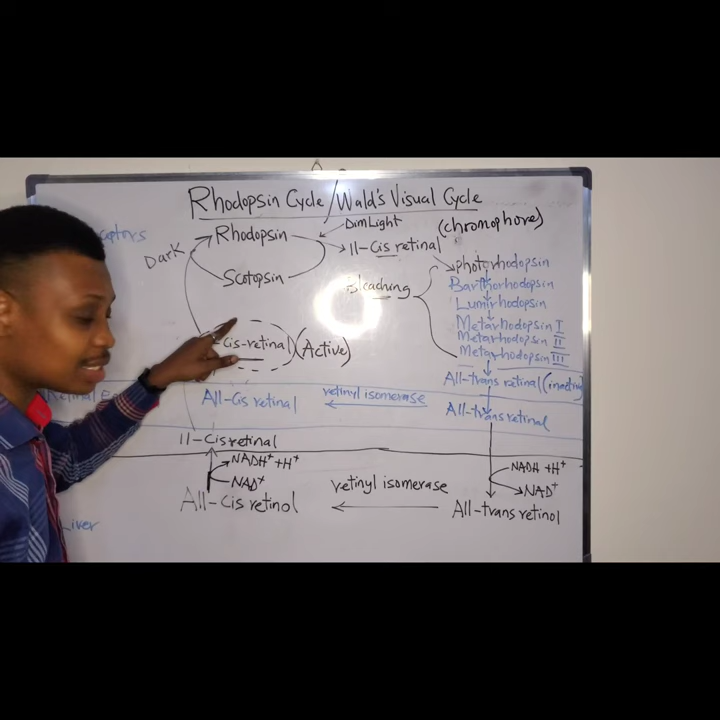 Rhodopsin Cycle/Wald's Visual Cycle
Dim Light
(chromophore)
Rhodopsin
Dark
11-Cis retinal
photorhodopsin
Scotopsin
Bleaching
Barthorhodopsin
Lumirhodopsin
Metarhodopsin I
Metarhodopsin II
Metarhodopsin III
Cis-retinal (Active)
All-trans retinal (inactive)
All-Cis retinal
retinyl isomerase
All-trans retinal
11-Cis retinal
NADH⁺+H⁺
NAD⁺
NADH+H⁺
NAD⁺
All-Cis retinol
retinyl isomerase
All-trans retinol
Liver